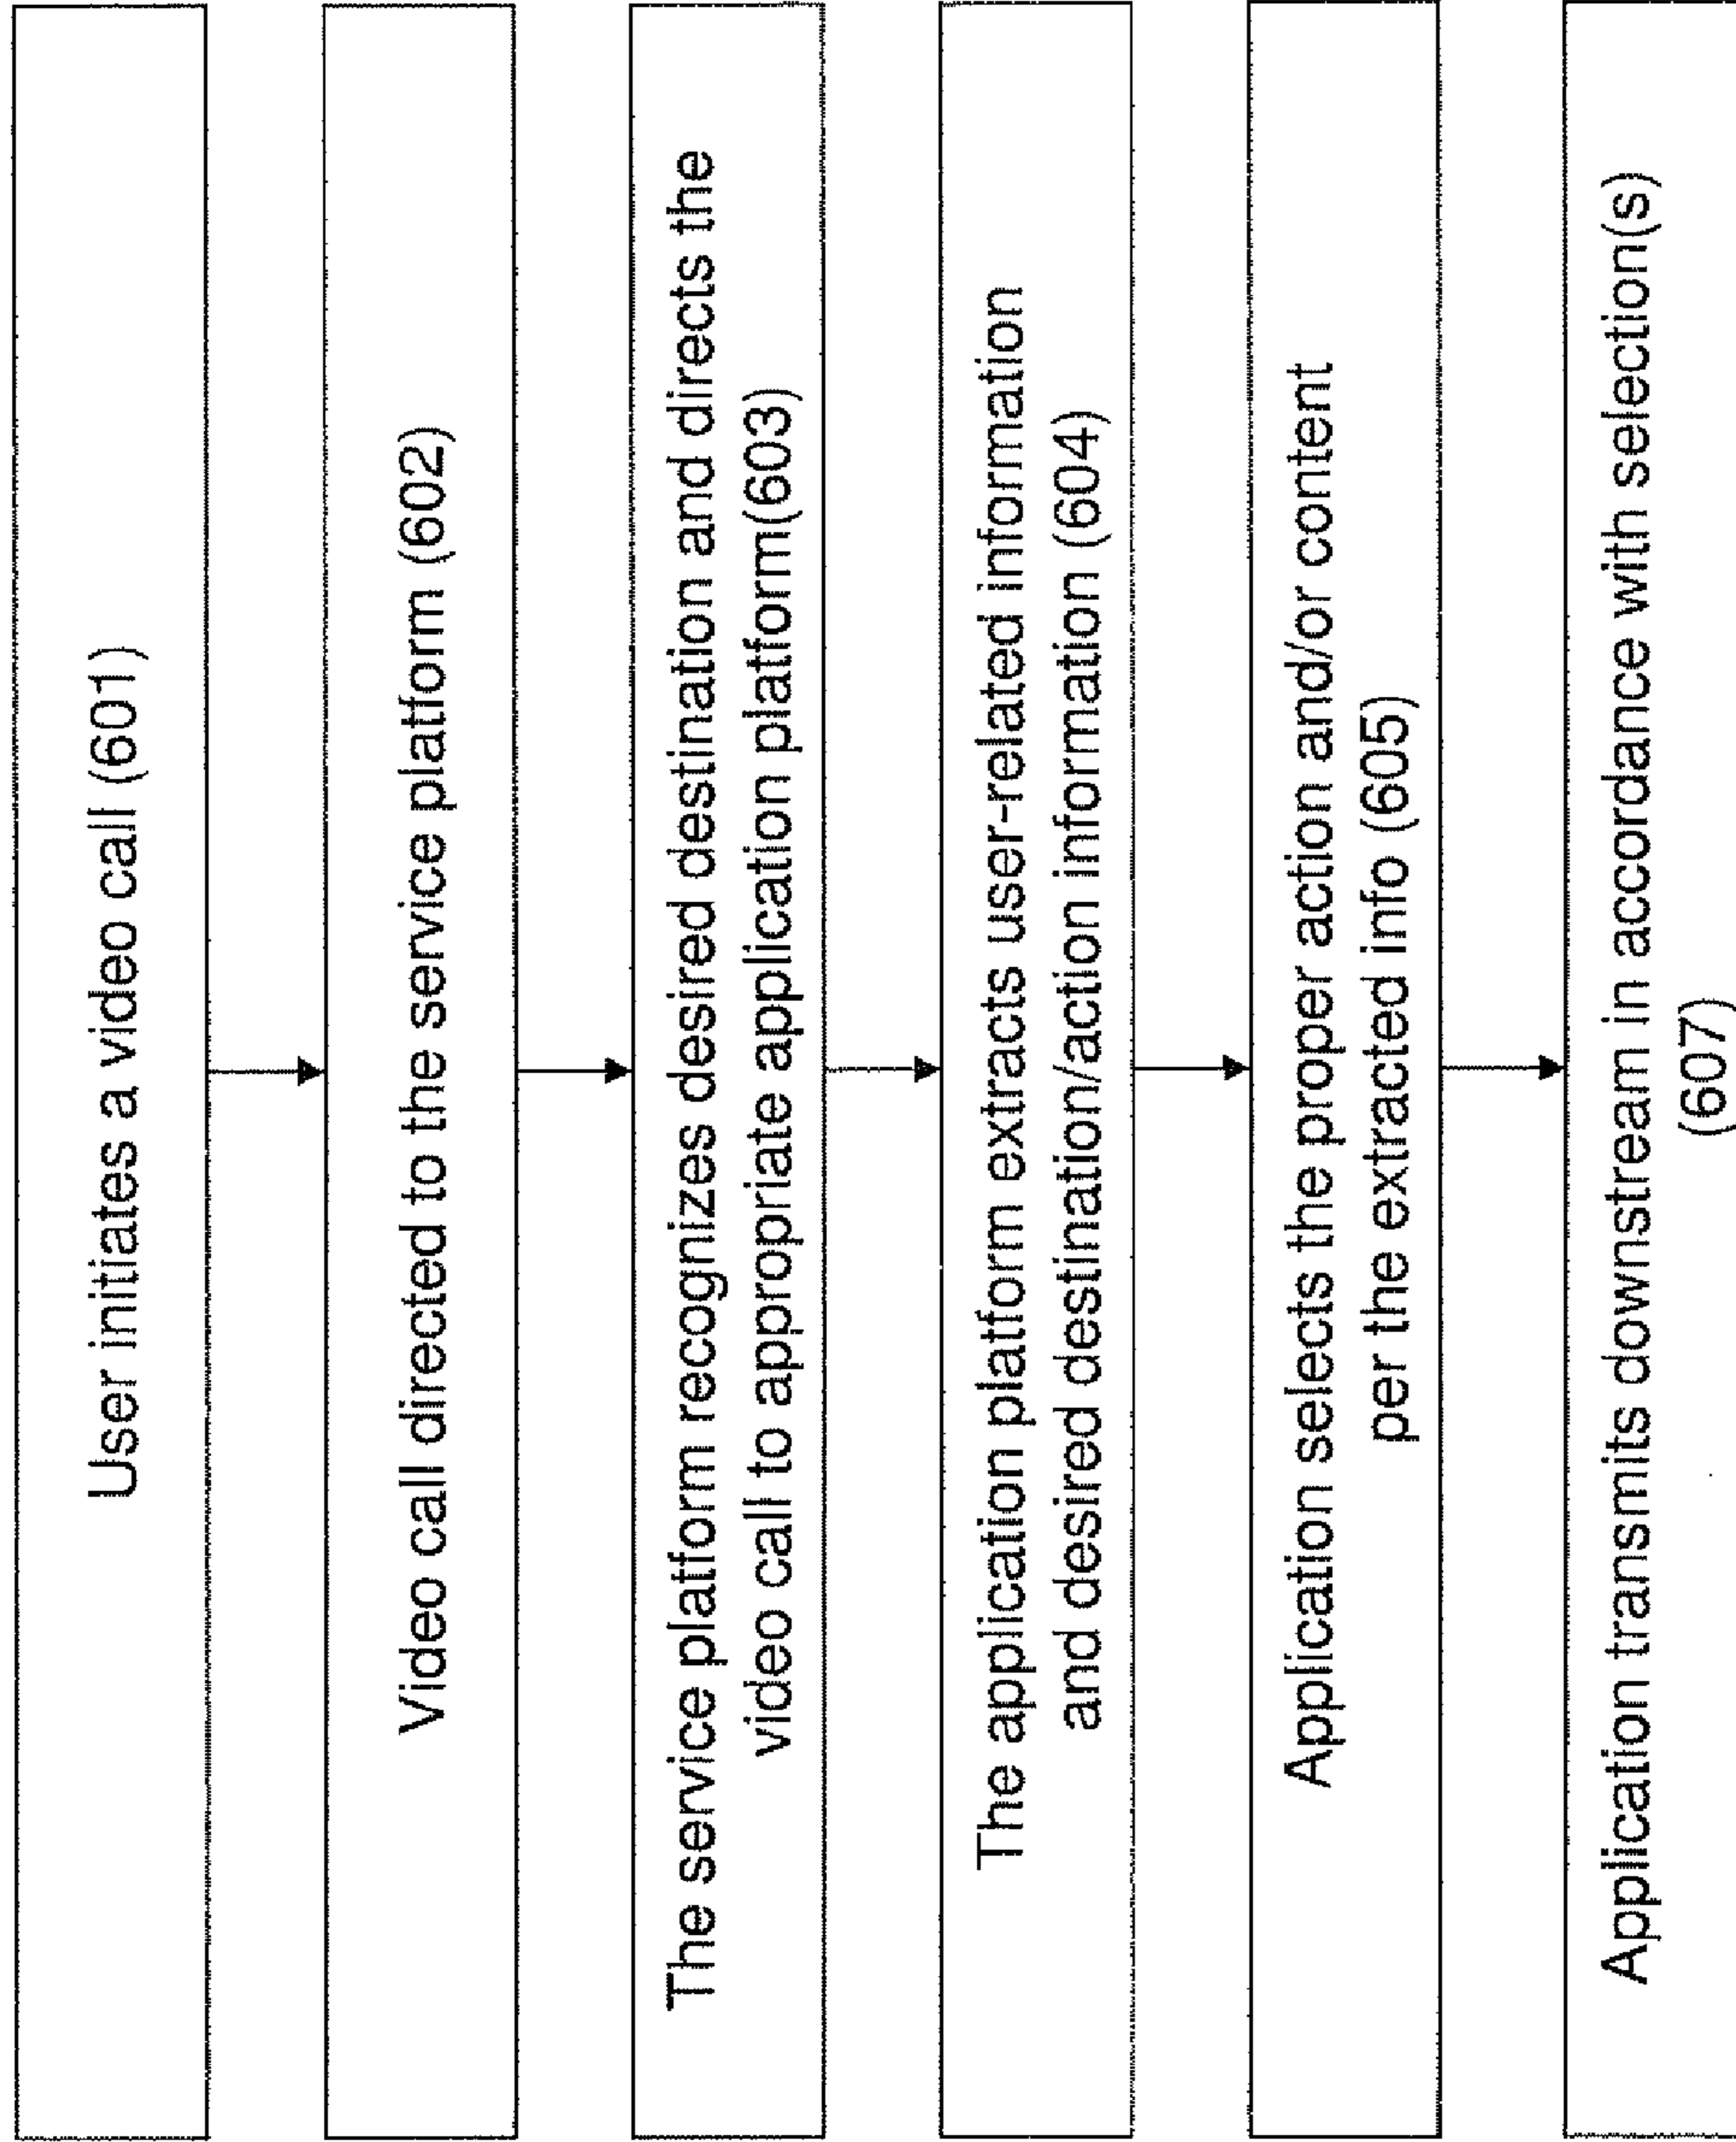 User initiates a video call (601)
Video call directed to the service platform (602)
The service platform recognizes desired destination and directs the
video call to appropriate application platform(603)
The application platform extracts user-related information
and desired destination/action information (604)
Application selects the proper action and/or content
per the extracted info (605)
Application transmits downstream in accordance with selection(s)
(607)